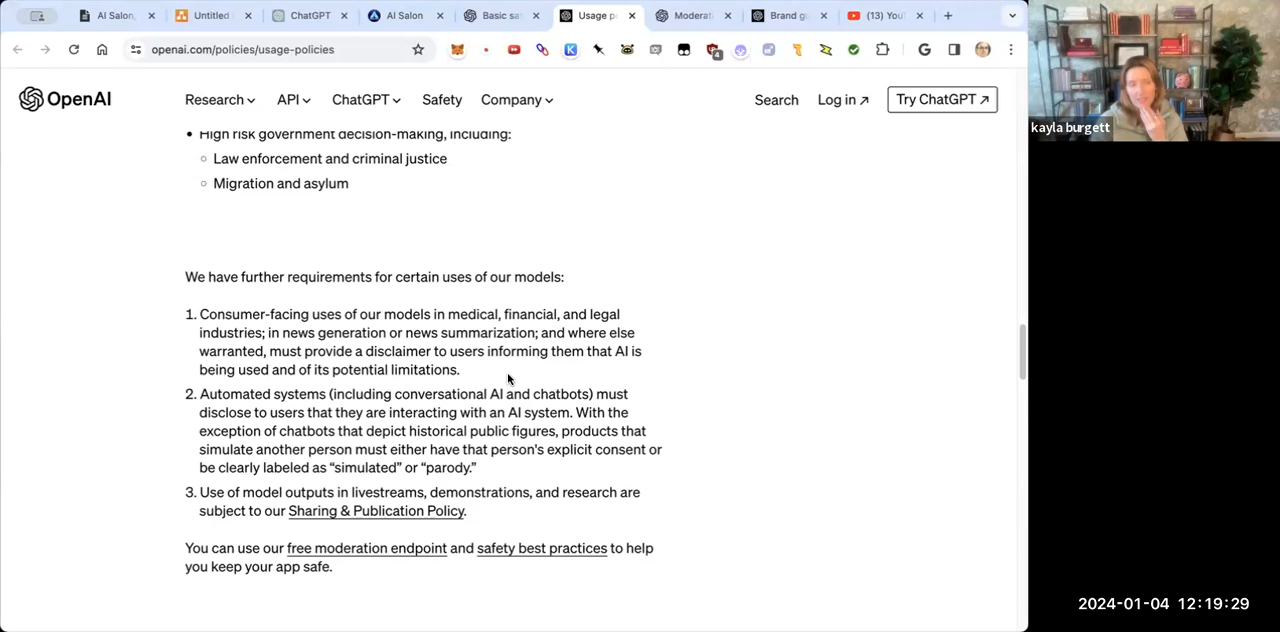 AI Salon,
Untitled
ChatGPT
AI Salon
Basic sa
Usage p
Moderat
Brand g
(13) You
openai.com/policies/usage-policies
4
OpenAI
Research
API
ChatGPT
Safety
Company
Search
Log in ↗
Try ChatGPT ↗
kayla burgett
• High risk government decision-making, including:
○ Law enforcement and criminal justice
○ Migration and asylum
We have further requirements for certain uses of our models:
1. Consumer-facing uses of our models in medical, financial, and legal
industries; in news generation or news summarization; and where else
warranted, must provide a disclaimer to users informing them that AI is
being used and of its potential limitations.
2. Automated systems (including conversational AI and chatbots) must
disclose to users that they are interacting with an AI system. With the
exception of chatbots that depict historical public figures, products that
simulate another person must either have that person's explicit consent or
be clearly labeled as “simulated” or “parody.”
3. Use of model outputs in livestreams, demonstrations, and research are
subject to our Sharing & Publication Policy.
You can use our free moderation endpoint and safety best practices to help
you keep your app safe.
2024-01-04 12:19:29